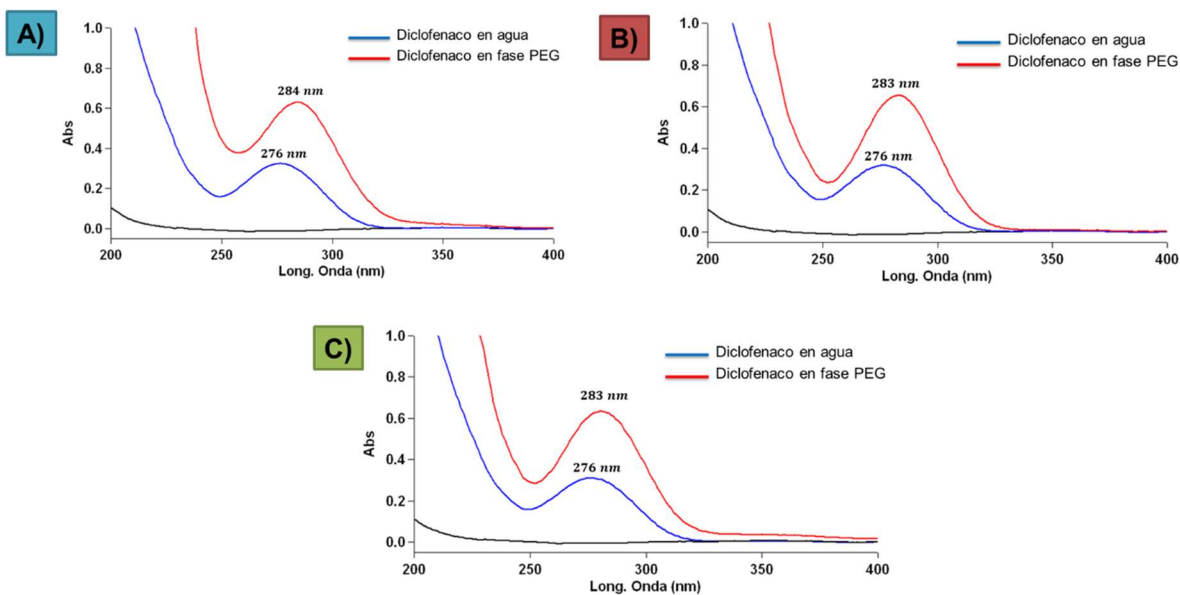 A)
1.0
0.8
0.6
0.4
0.2
0.0
Abs
200
250
300
350
400
Long. Onda (nm)
Diclofenaco en agua
Diclofenaco en fase PEG
284 nm
276 nm
B)
1.0
0.8
0.6
0.4
0.2
0.0
Abs
200
250
300
350
400
Long. Onda (nm)
Diclofenaco en agua
Diclofenaco en fase PEG
283 nm
276 nm
C)
1.0
0.8
0.6
0.4
0.2
0.0
Abs
200
250
300
350
400
Long. Onda (nm)
Diclofenaco en agua
Diclofenaco en fase PEG
283 nm
276 nm